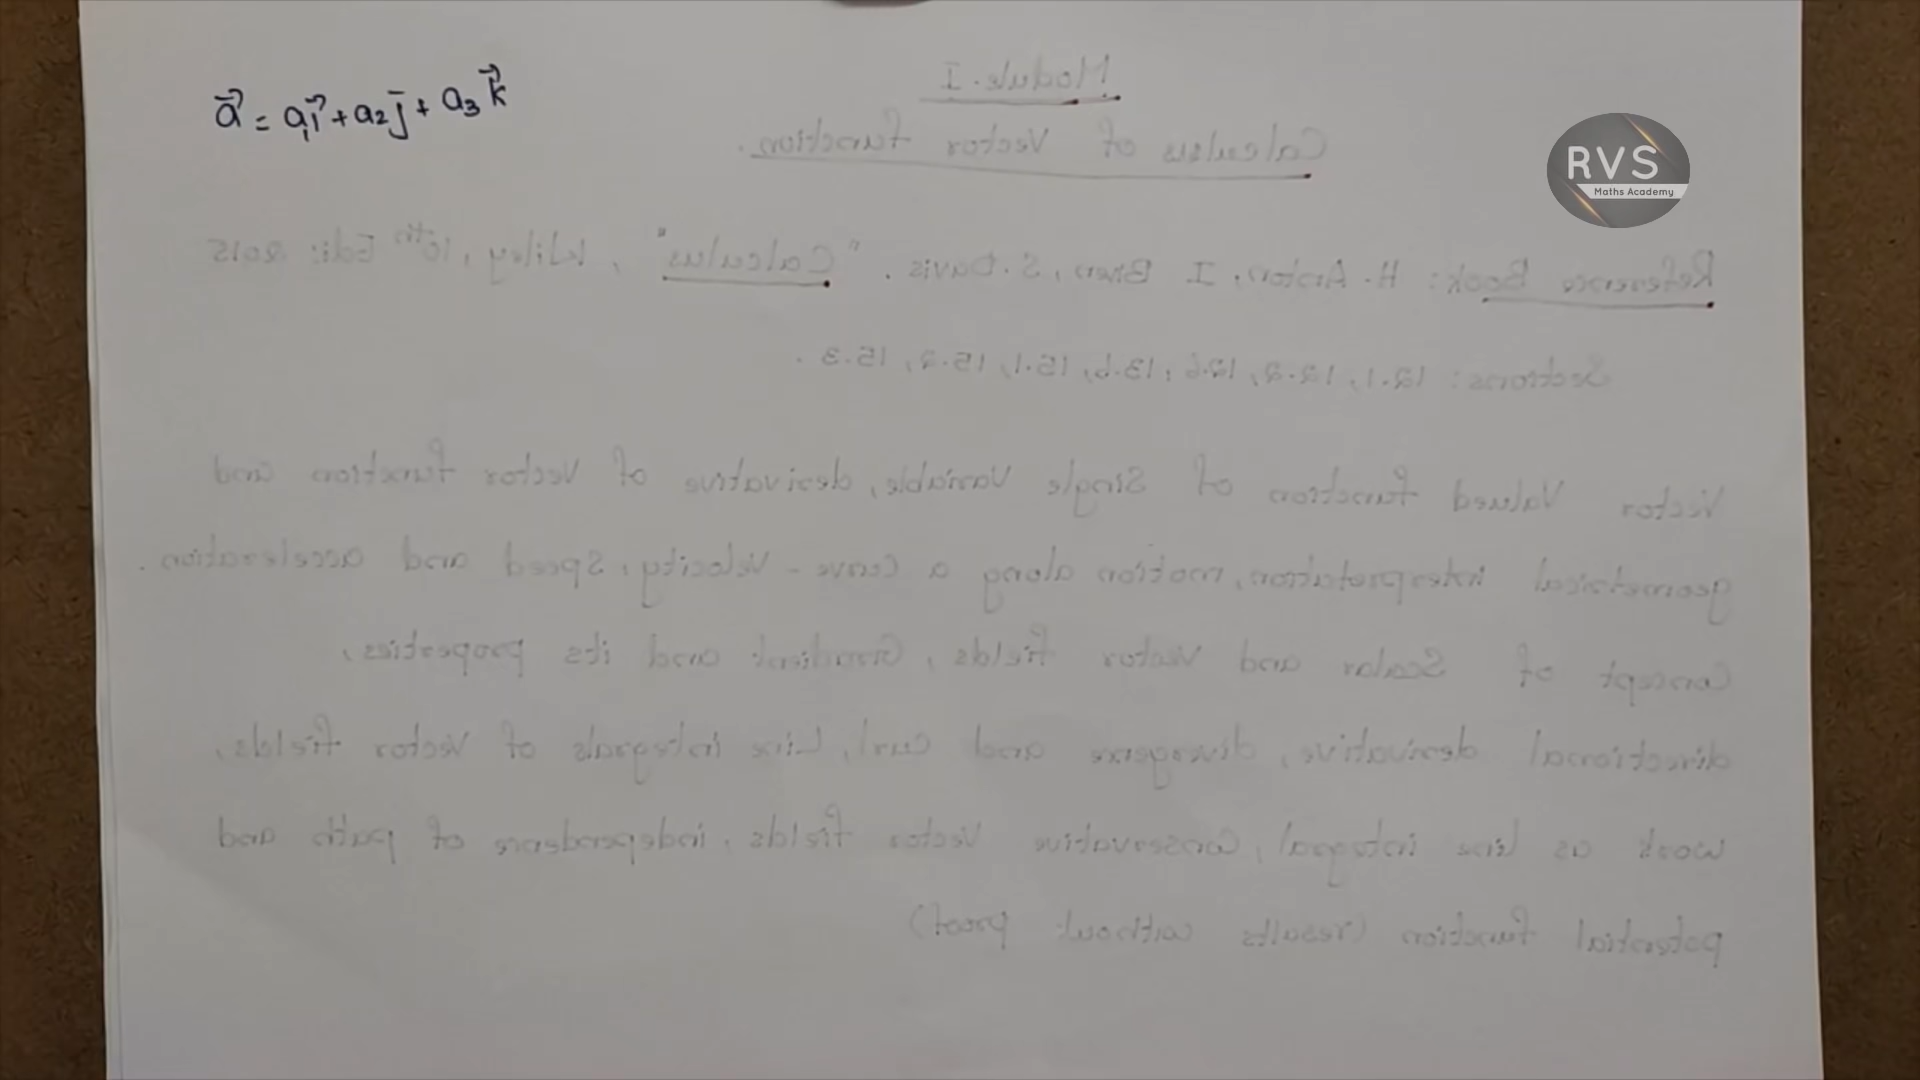 a⃗ = a₁i⃗ + a₂j̄ + a₃k⃗
RVS
Maths Academy
Module - I
Calculus of Vector function.
Reference Book: H. Anton, I. Biren, S. Davis. "Calculus", Wiley, 10th Edi: 2015
Sections: 12.1, 12.2, 12.6, 13.6, 15.1, 15.2, 15.3.
Vector Valued function of Single Variable, derivative of Vector function and
geometrical interpretation, motion along a curve - Velocity, Speed and acceleration.
Concept of Scalar and Vector fields, Gradient and its properties,
directional derivative, divergence and Curl, Line integrals of Vector fields,
work as line integral, Conservative Vector fields, independence of path and
potential function (results without proof)